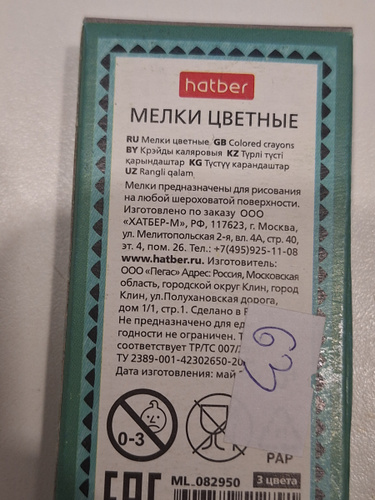 hatber
МЕЛКИ ЦВЕТНЫЕ
RU Мелки цветные GB Colored crayons
BY Крэйды каляровыя KZ Түрлі түсті
қарындаштар KG Түстүү карандаштар
UZ Rangli qalam
Мелки предназначены для рисования
на любой шероховатой поверхности.
Изготовлено по заказу ООО
«ХАТБЕР-М», РФ, 117623, г. Москва,
ул. Мелитопольская 2-я, вл. 4А, стр. 40,
эт. 4, пом. 26. Тел.: +7(495)925-11-08
www.hatber.ru. Изготовитель:
ООО «Пегас» Адрес: Россия, Московская
область, городской округ Клин, город
Клин, ул.Полухановская дорога,
дом 1/1, стр.1. Сделано в
Не предназначено для
годности не ограничен.
соответствует ТР/ТС 007/
ТУ 2389-001-42302650-20
Дата изготовления: май
63
0-3
PAP
EAC
ML_082950
3 цвета